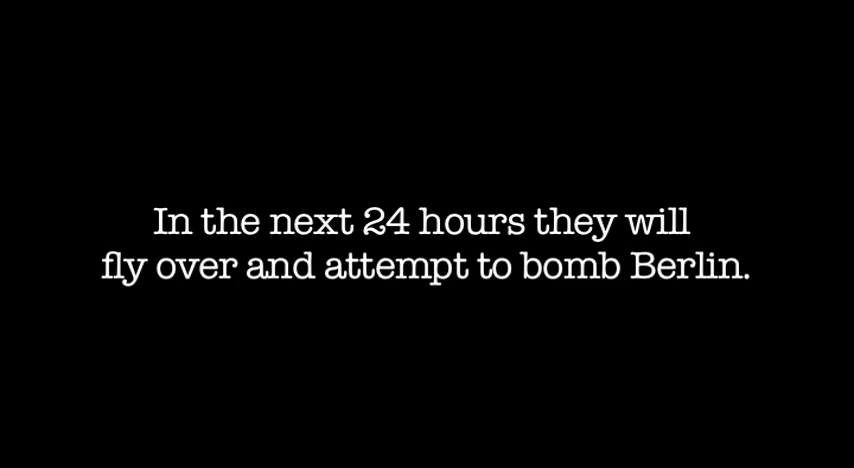 In the next 24 hours they will
fly over and attempt to bomb Berlin.